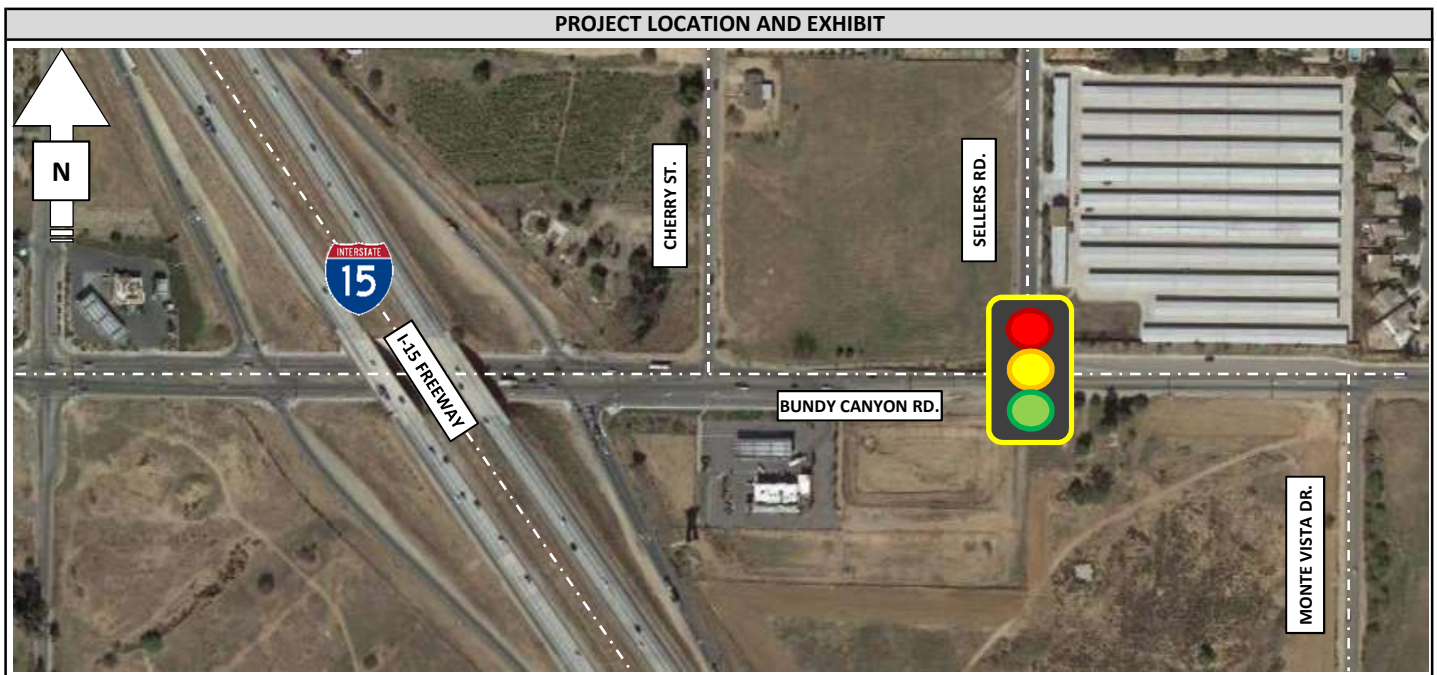 PROJECT LOCATION AND EXHIBIT
N
CHERRY ST.
SELLERS RD.
INTERSTATE
15
I-15 FREEWAY
BUNDY CANYON RD.
MONTE VISTA DR.